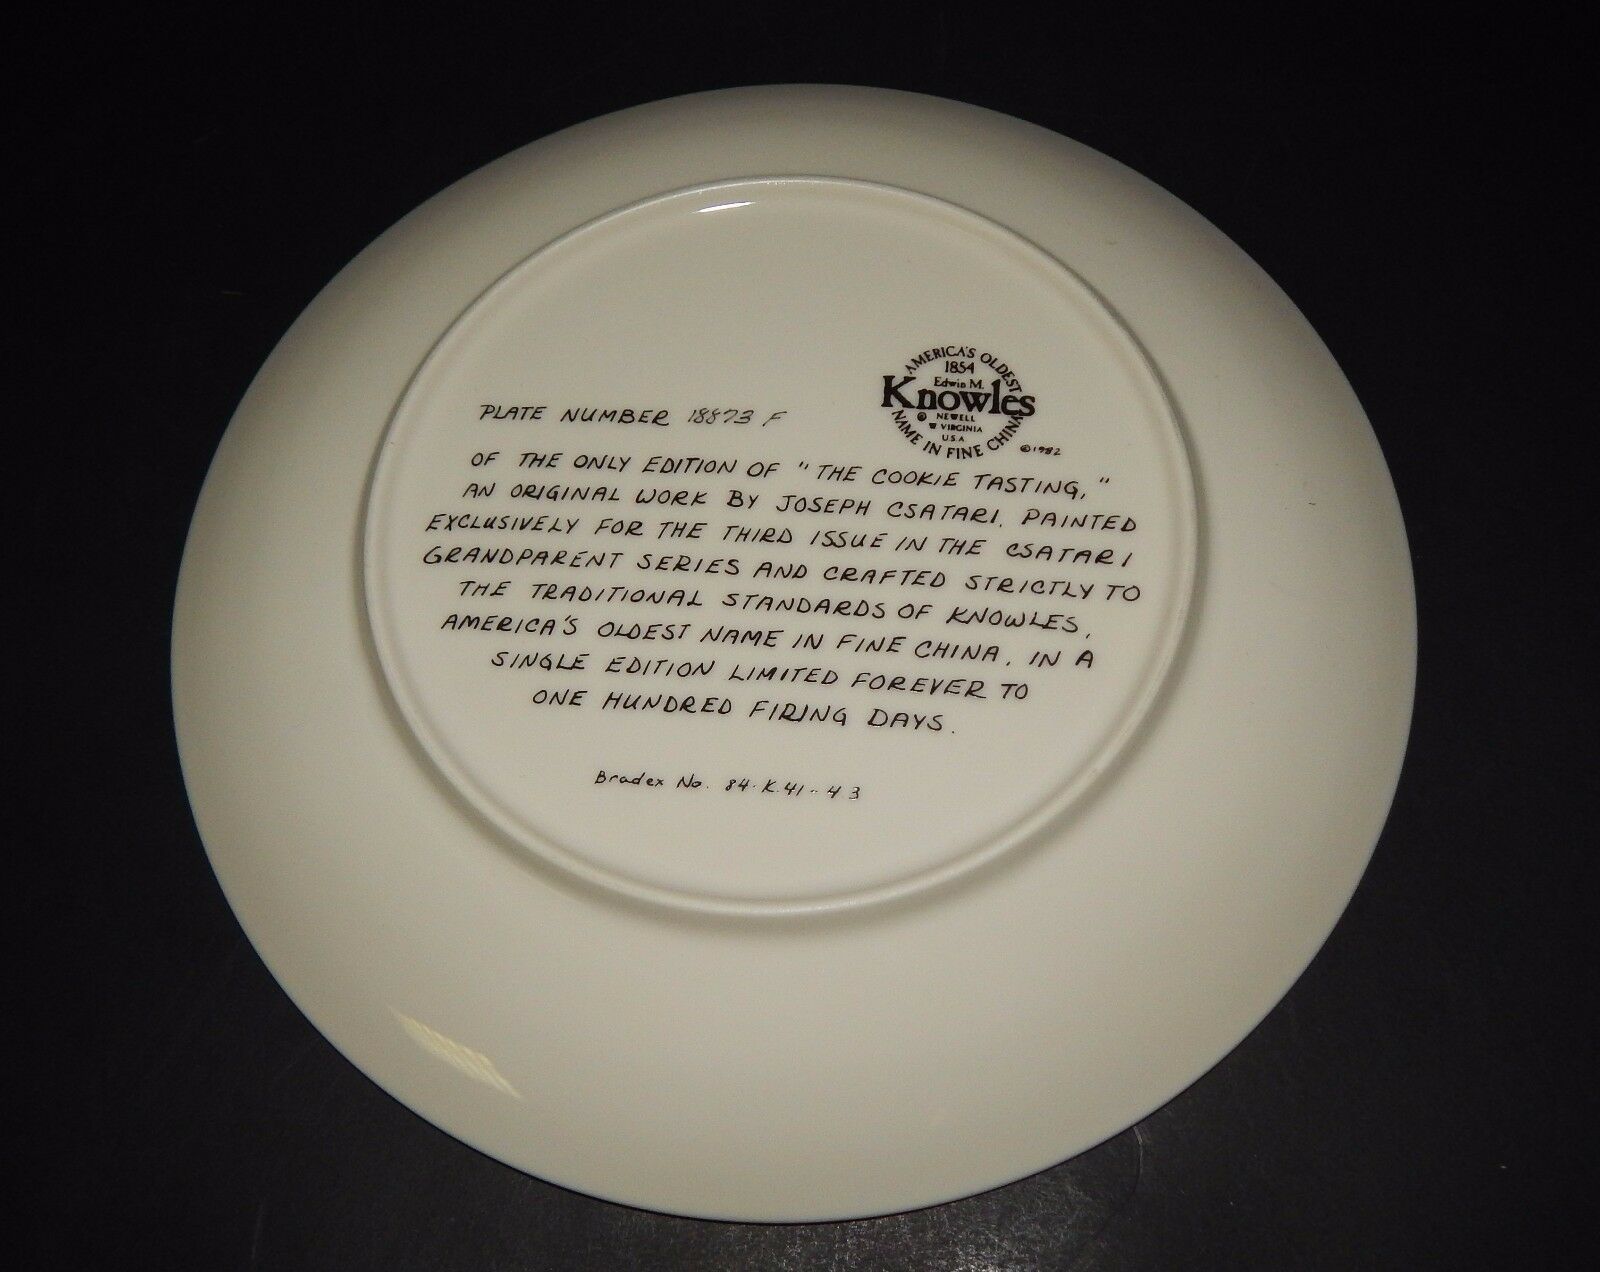 AMERICA'S OLDEST
1854
Edwin M.
Knowles
© NEWELL
W VIRGINIA
U.S.A
NAME IN FINE CHINA
©1982
PLATE NUMBER 18873 F
OF THE ONLY EDITION OF "THE COOKIE TASTING,"
AN ORIGINAL WORK BY JOSEPH CSATARI, PAINTED
EXCLUSIVELY FOR THE THIRD ISSUE IN THE CSATARI
GRANDPARENT SERIES AND CRAFTED STRICTLY TO
THE TRADITIONAL STANDARDS OF KNOWLES,
AMERICA'S OLDEST NAME IN FINE CHINA, IN A
SINGLE EDITION LIMITED FOREVER TO
ONE HUNDRED FIRING DAYS.
Bradex No. 84-K41-43